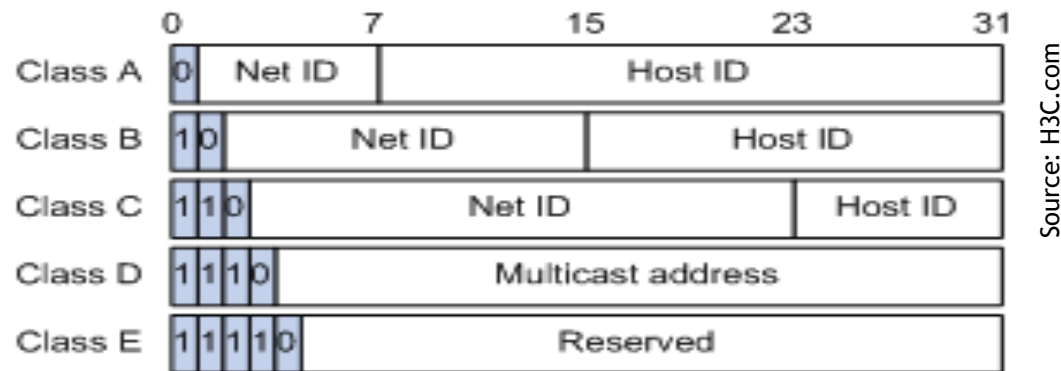 0 7 15 23 31
Class A 0 Net ID Host ID
Class B 1 0 Net ID Host ID
Class C 1 1 0 Net ID Host ID
Class D 1 1 1 0 Multicast address
Class E 1 1 1 1 0 Reserved
Source: H3C.com